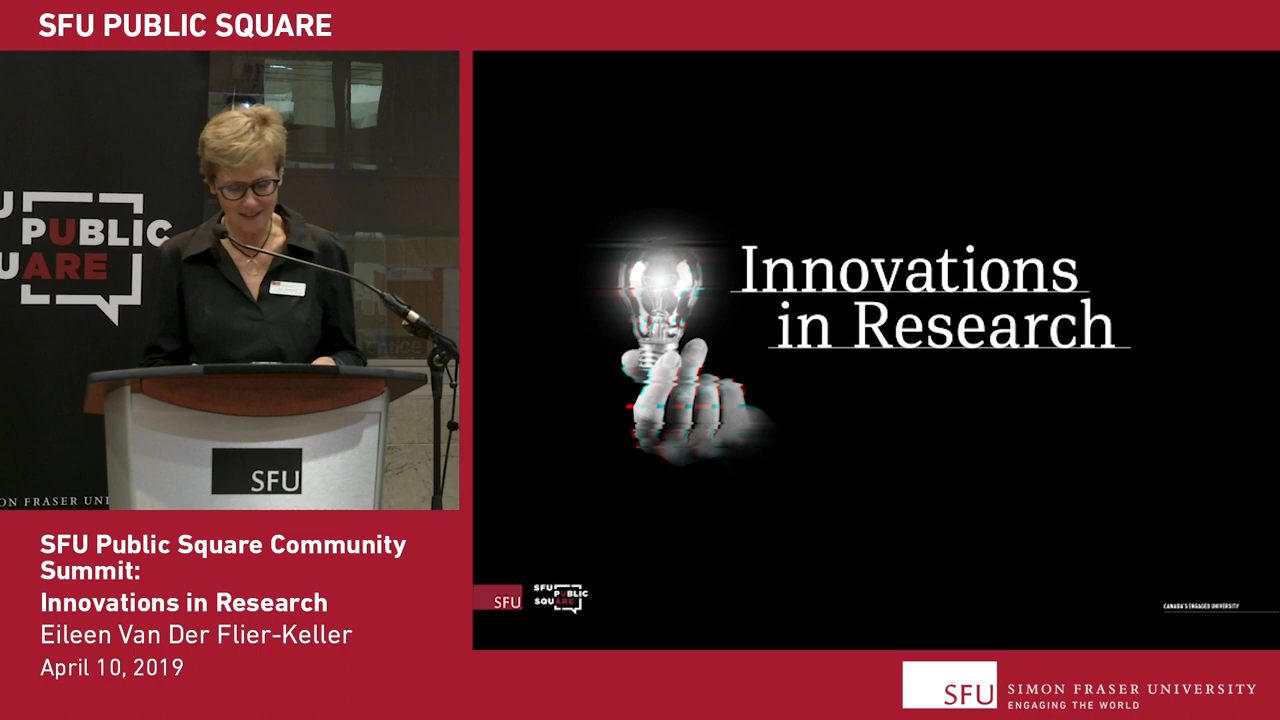 SFU PUBLIC SQUARE
U
PUBLIC
UARE
SFU
ON FRASER UNI
SFU Public Square Community
Summit:
Innovations in Research
Eileen Van Der Flier-Keller
April 10, 2019
Innovations
in Research
SFU
SFU PUBLIC
SQUARE
CANADA'S ENGAGED UNIVERSITY
SFU
SIMON FRASER UNIVERSITY
ENGAGING THE WORLD